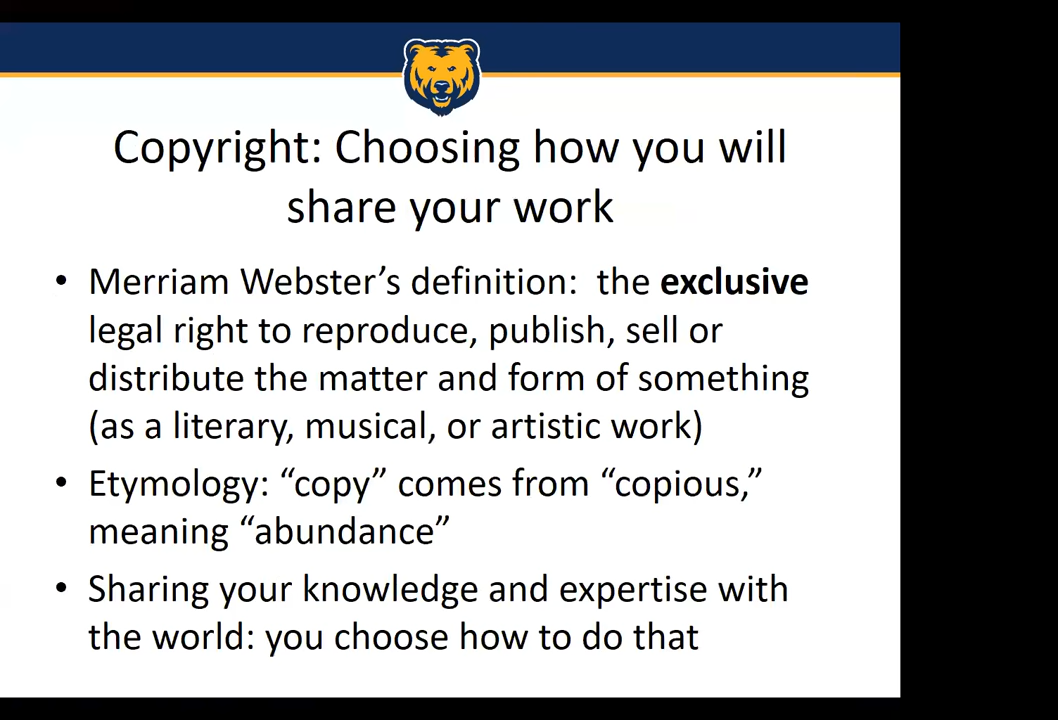 Copyright: Choosing how you will
share your work
• Merriam Webster’s definition:  the exclusive
legal right to reproduce, publish, sell or
distribute the matter and form of something
(as a literary, musical, or artistic work)
• Etymology: “copy” comes from “copious,”
meaning “abundance”
• Sharing your knowledge and expertise with
the world: you choose how to do that